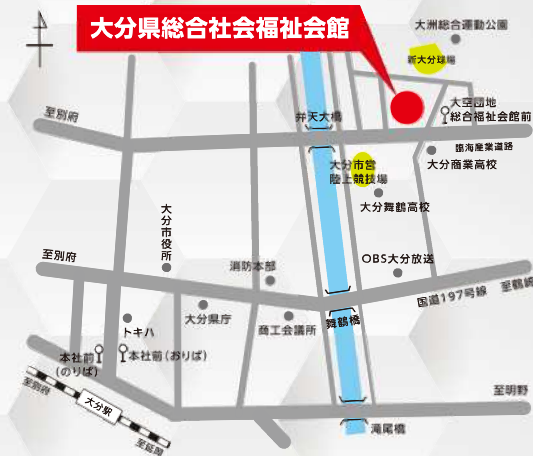 大分県総合社会福祉会館
大洲総合運動公園
新大分球場
至別府
弁天大橋
大空団地
総合福祉会館前
臨海産業道路
大分商業高校
大分市営
陸上競技場
大分舞鶴高校
大分市役所
至別府
消防本部
OBS大分放送
国道197号線
至鶴崎
大分県庁
商工会議所
舞鶴橋
トキハ
本社前
(のりば)
本社前(おりば)
至別府
大分駅
至延岡
至明野
滝尾橋